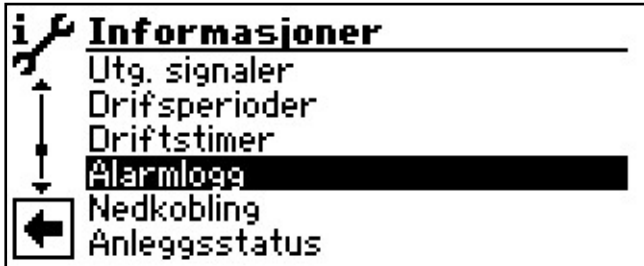 Informasjoner
Utg. signaler
Drifsperioder
Driftstimer
Alarmlogg
Nedkobling
Anleggsstatus